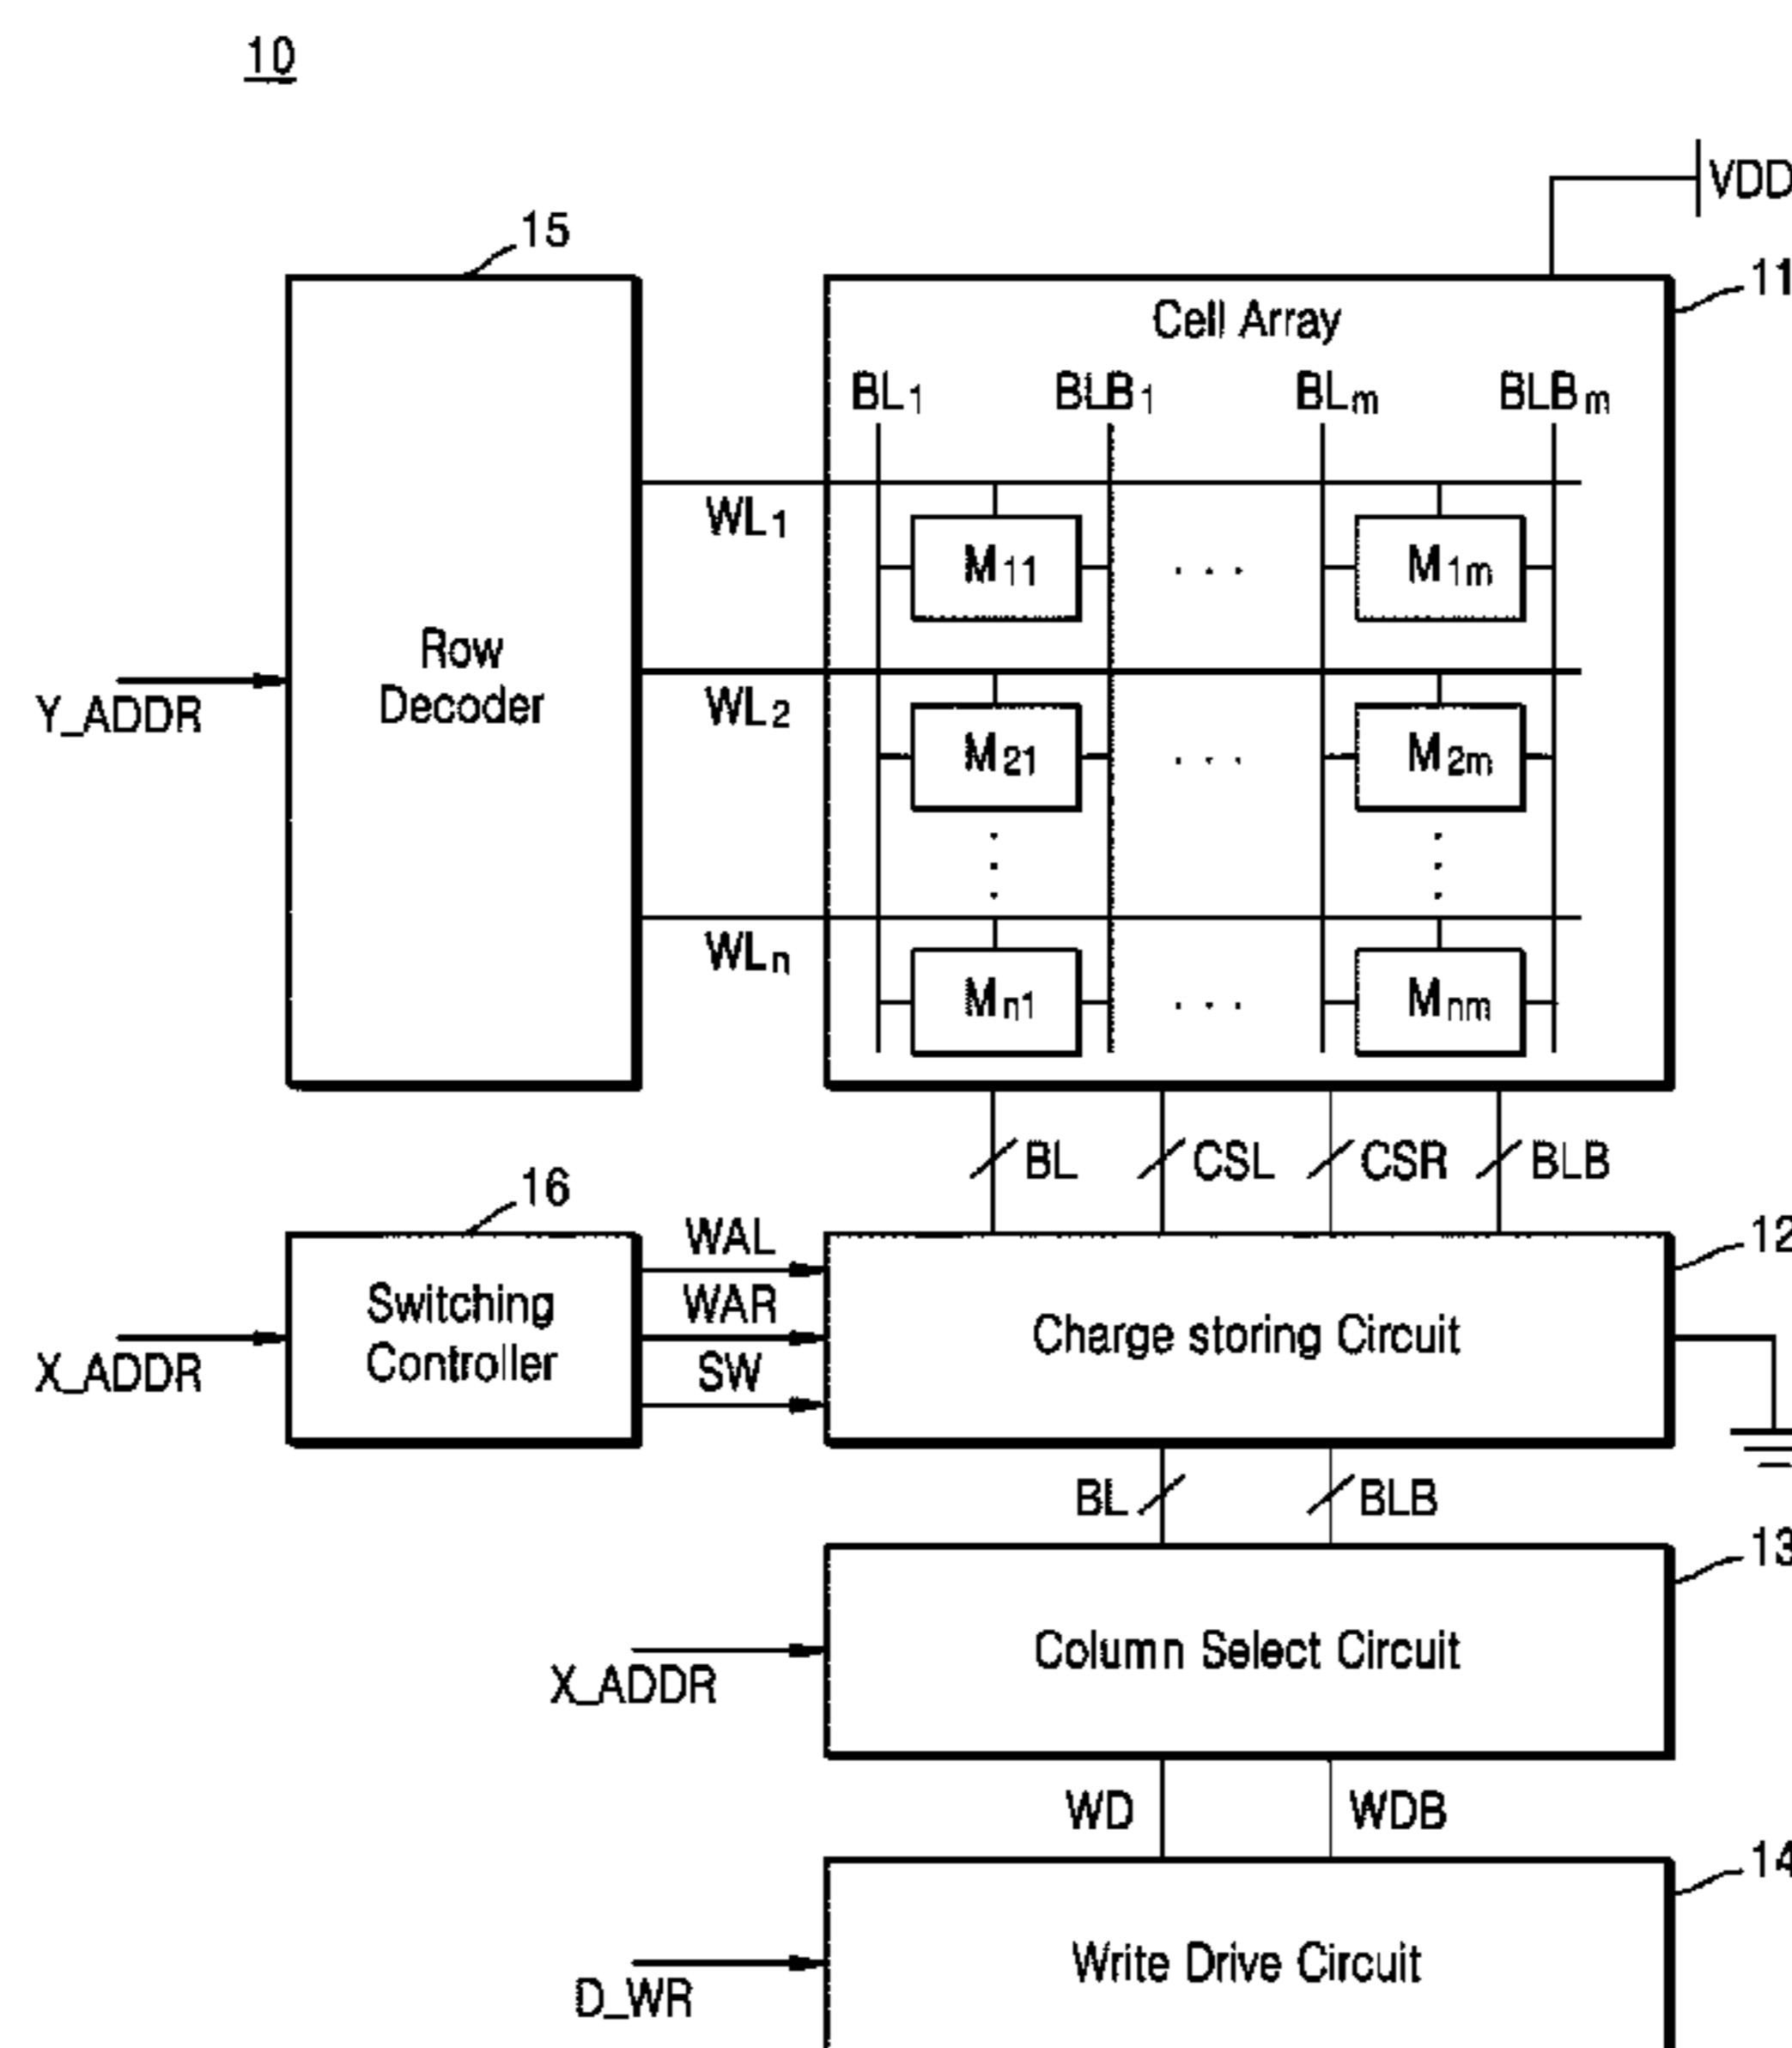 10
VDD
15
11
Cell Array
BL1 BLB1 BLm BLBm
WL1
M11 ... M1m
Row
Decoder
Y_ADDR
WL2
M21 ... M2m
WLn
Mn1 ... Mnm
BL CSL CSR BLB
16
12
WAL
Switching
Controller
WAR
Charge storing Circuit
X_ADDR
SW
BL BLB
13
Column Select Circuit
X_ADDR
WD WDB
14
Write Drive Circuit
D_WR